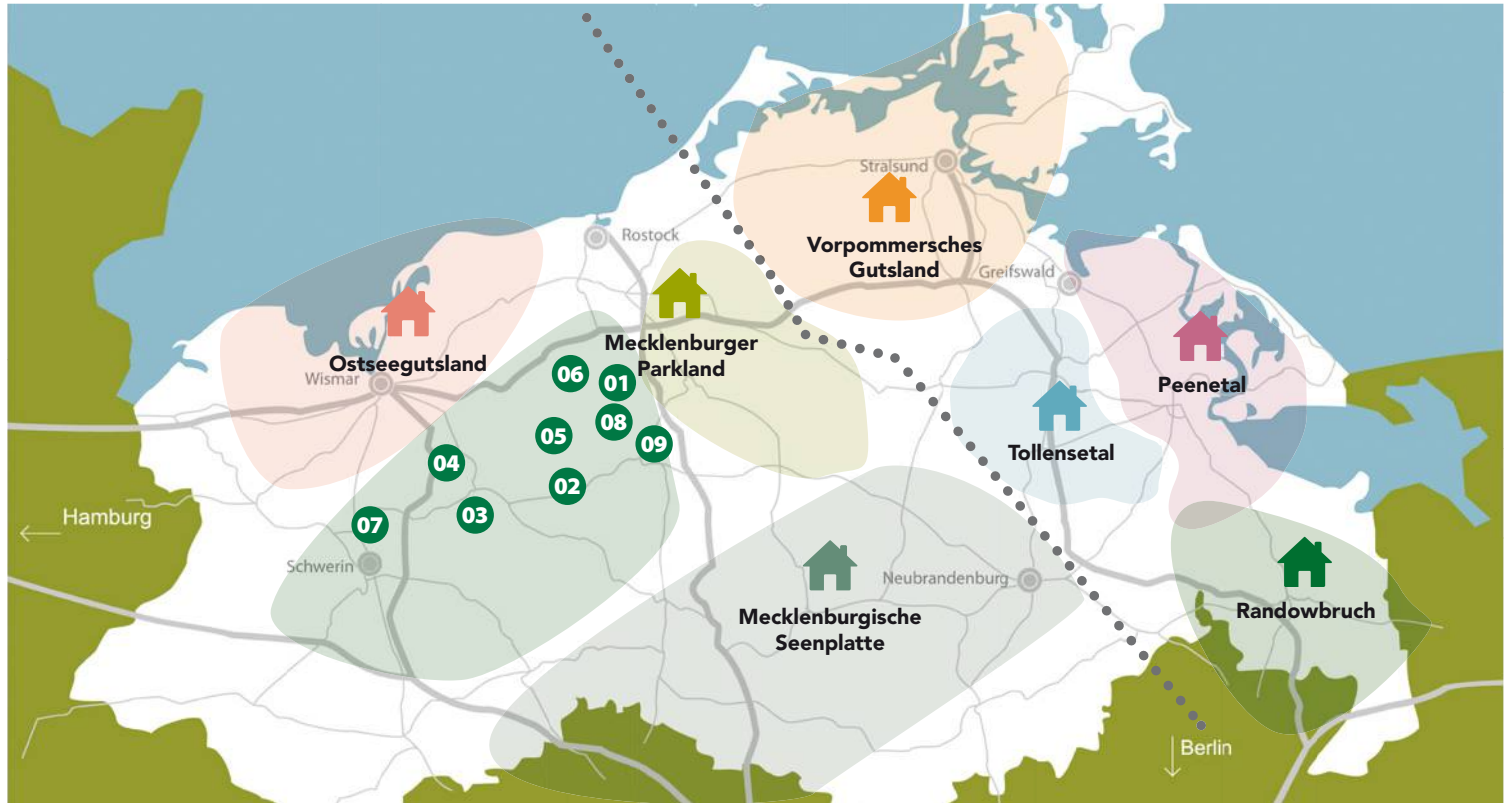 Stralsund
Vorpommersches
Gutsland
Rostock
Greifswald
Mecklenburger
Parkland
Ostseegutsland
Wismar
Peenetal
Tollensetal
06
01
08
05
09
04
02
03
07
Hamburg
Schwerin
Neubrandenburg
Mecklenburgische
Seenplatte
Randowbruch
Berlin